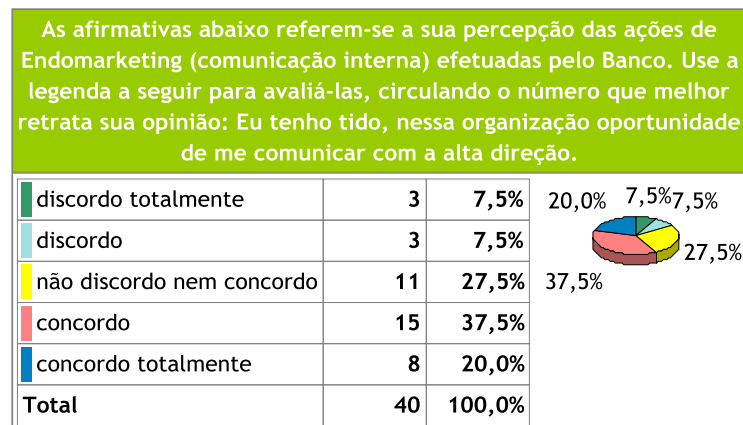 As afirmativas abaixo referem-se a sua percepção das ações de
Endomarketing (comunicação interna) efetuadas pelo Banco. Use a
legenda a seguir para avaliá-las, circulando o número que melhor
retrata sua opinião: Eu tenho tido, nessa organização oportunidade
de me comunicar com a alta direção.
discordo totalmente 3 7,5%
discordo 3 7,5%
não discordo nem concordo 11 27,5%
concordo 15 37,5%
concordo totalmente 8 20,0%
Total 40 100,0%
20,0% 7,5% 7,5%
27,5%
37,5%